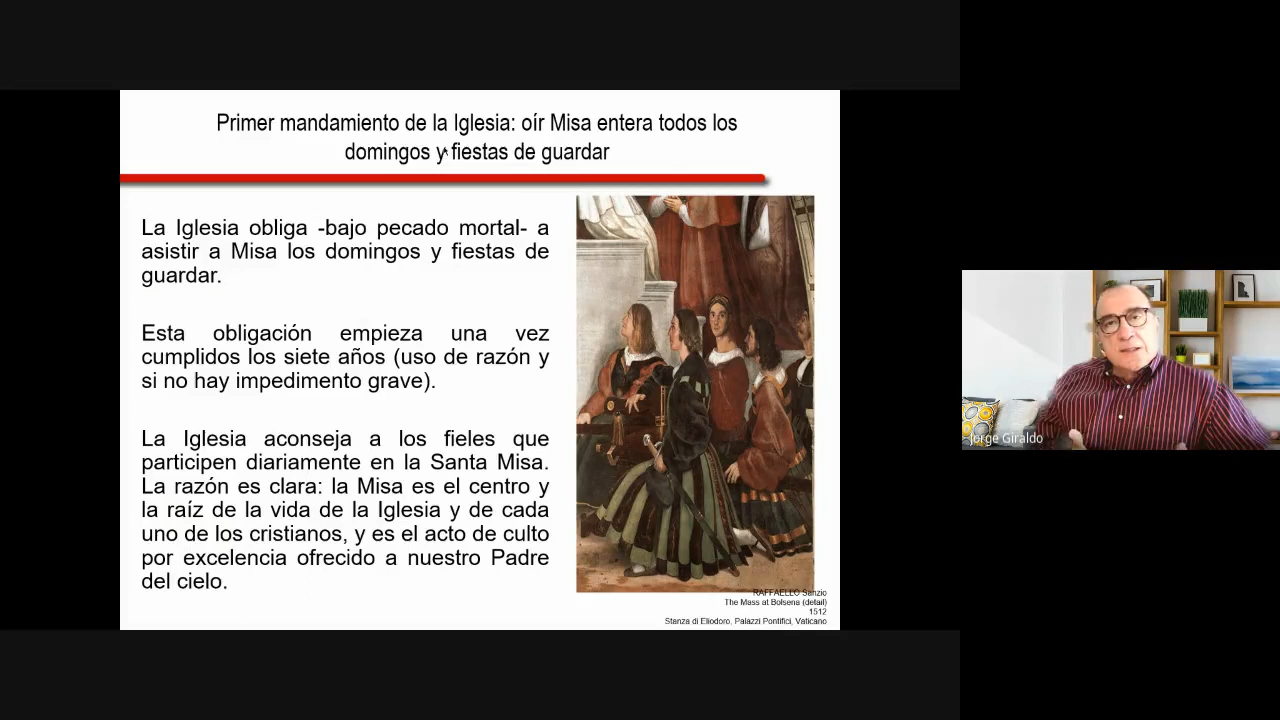 Primer mandamiento de la Iglesia: oír Misa entera todos los
domingos y fiestas de guardar
La Iglesia obliga -bajo pecado mortal- a
asistir a Misa los domingos y fiestas de
guardar.
Esta obligación empieza una vez
cumplidos los siete años (uso de razón y
si no hay impedimento grave).
La Iglesia aconseja a los fieles que
participen diariamente en la Santa Misa.
La razón es clara: la Misa es el centro y
la raíz de la vida de la Iglesia y de cada
uno de los cristianos, y es el acto de culto
por excelencia ofrecido a nuestro Padre
del cielo.
RAFFAELLO Sanzio
The Mass at Bolsena (detail)
1512
Stanza di Eliodoro, Palazzi Pontifici, Vaticano
Jorge Giraldo